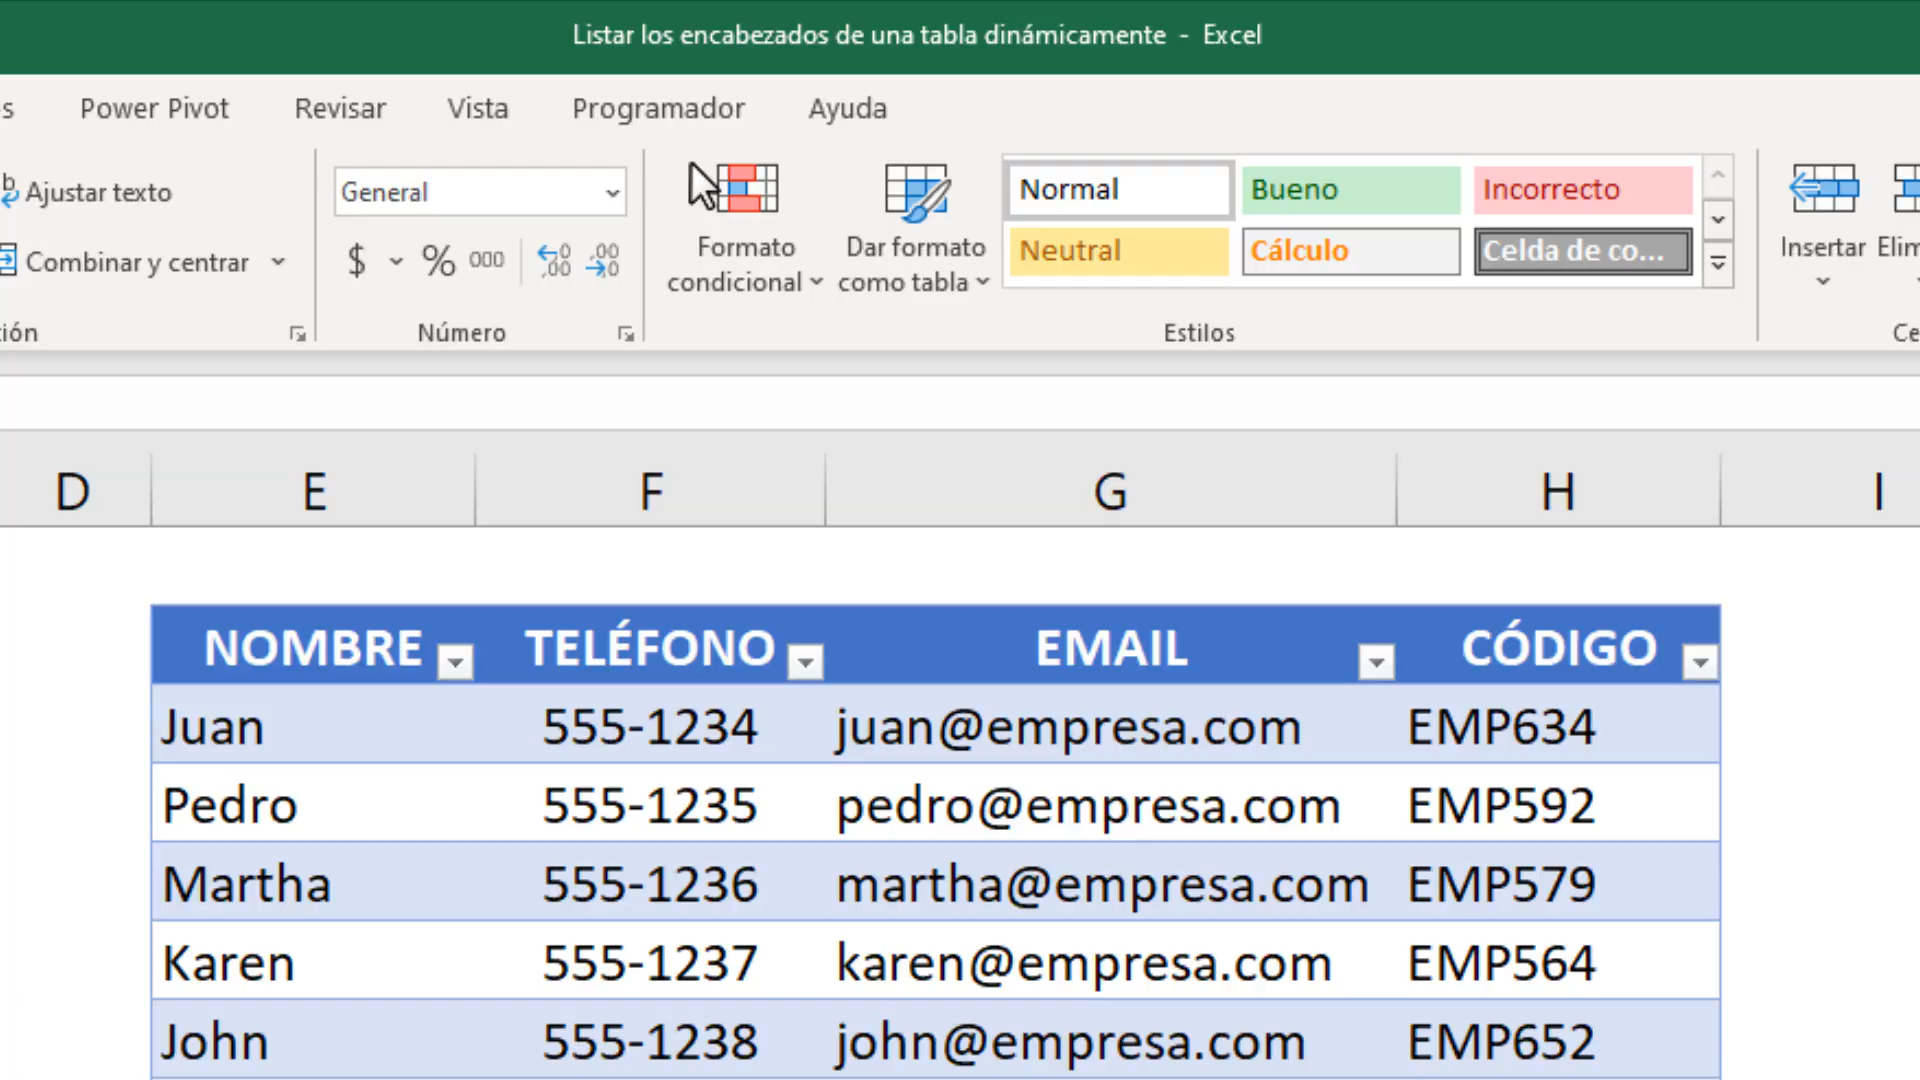 Listar los encabezados de una tabla dinámicamente - Excel
s Power Pivot Revisar Vista Programador Ayuda
Ajustar texto
General
Combinar y centrar
$ % 000
Formato condicional
Dar formato como tabla
Normal Bueno Incorrecto
Neutral Cálculo Celda de co...
Insertar Elim
ión Número Estilos Ce
D E F G H I
NOMBRE TELÉFONO EMAIL CÓDIGO
Juan 555-1234 juan@empresa.com EMP634
Pedro 555-1235 pedro@empresa.com EMP592
Martha 555-1236 martha@empresa.com EMP579
Karen 555-1237 karen@empresa.com EMP564
John 555-1238 john@empresa.com EMP652